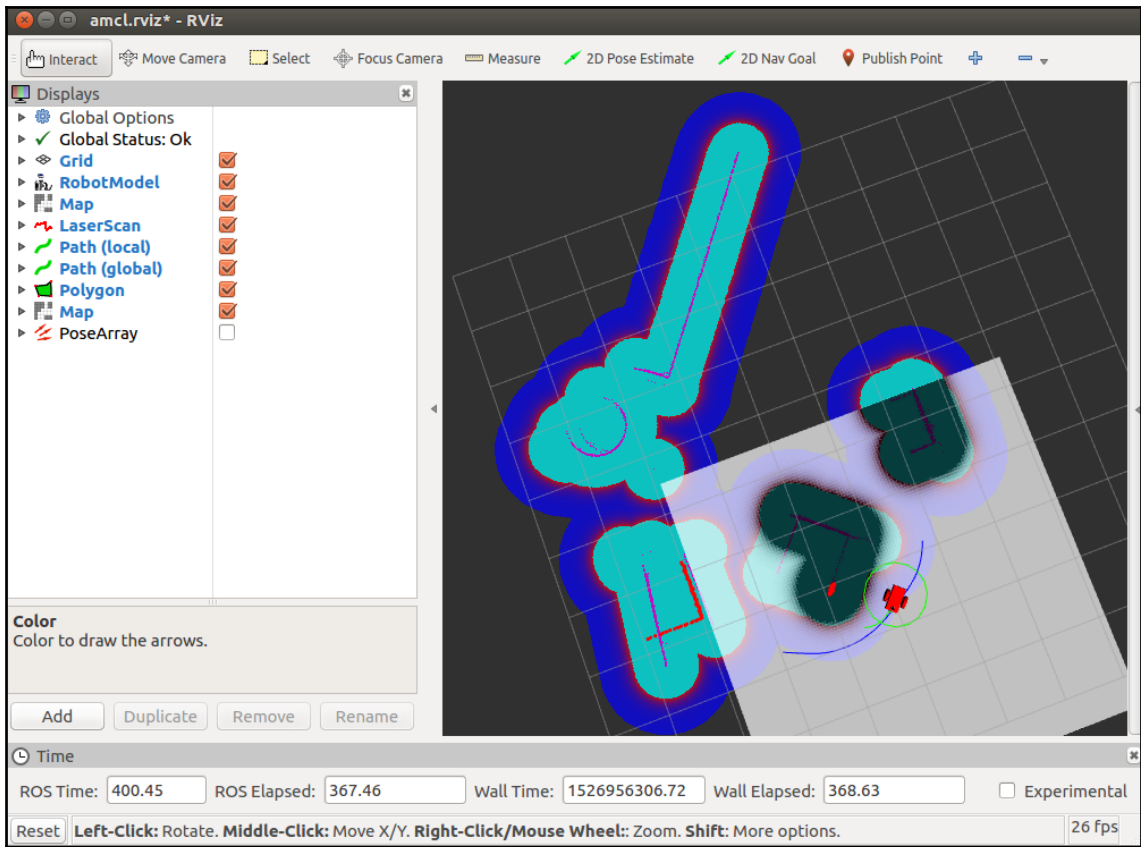 amcl.rviz* - RViz
Interact Move Camera Select Focus Camera Measure 2D Pose Estimate 2D Nav Goal Publish Point
Displays
Global Options
Global Status: Ok
Grid
RobotModel
Map
LaserScan
Path (local)
Path (global)
Polygon
Map
PoseArray
Color
Color to draw the arrows.
Add Duplicate Remove Rename
Time
ROS Time: 400.45 ROS Elapsed: 367.46 Wall Time: 1526956306.72 Wall Elapsed: 368.63 Experimental
Reset Left-Click: Rotate. Middle-Click: Move X/Y. Right-Click/Mouse Wheel:: Zoom. Shift: More options. 26 fps